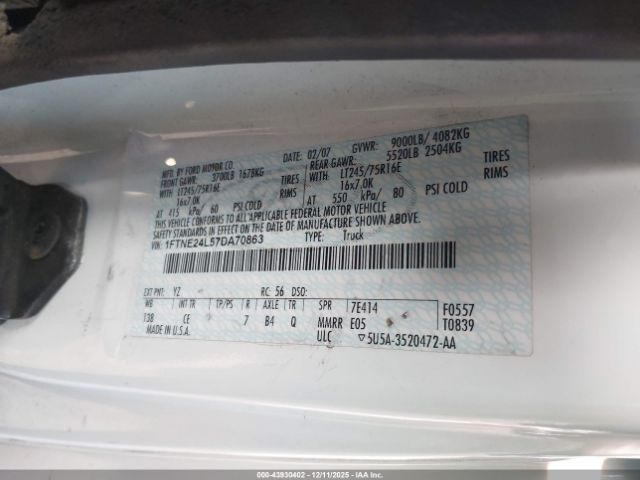 MFD. BY FORD MOTOR CO. DATE: 02/07 GVWR: 9000LB/ 4082KG
FRONT GAWR: 3700LB 1678KG REAR GAWR: 5520LB 2504KG
WITH: LT245/75R16E TIRES WITH: LT245/75R16E TIRES
16x7.0K RIMS 16x7.0K RIMS
AT 415 kPa/ 60 PSI COLD AT 550 kPa/ 80 PSI COLD
THIS VEHICLE CONFORMS TO ALL APPLICABLE FEDERAL MOTOR VEHICLE
SAFETY STANDARDS IN EFFECT ON THE DATE OF MANUFACTURE SHOWN ABOVE.
VIN: 1FTNE24L57DA70863 TYPE: Truck
EXT PNT: YZ RC: 56 DSO:
WB INT TR TP/PS R AXLE TR SPR 7E414 F0557
138 CE 7 B4 Q MMRR E05 T0839
MADE IN U.S.A. ULC ▽5U5A-3520472-AA
000-43930402 - 12/11/2025 - IAAI.COM